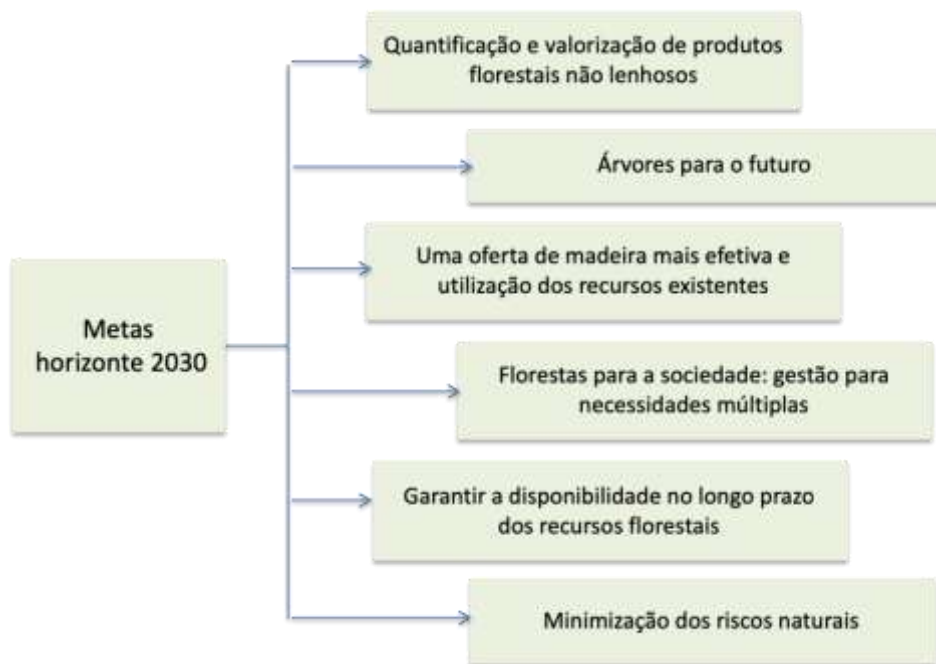 Quantificação e valorização de produtos
florestais não lenhosos
Árvores para o futuro
Uma oferta de madeira mais efetiva e
utilização dos recursos existentes
Metas
horizonte 2030
Florestas para a sociedade: gestão para
necessidades múltiplas
Garantir a disponibilidade no longo prazo
dos recursos florestais
Minimização dos riscos naturais